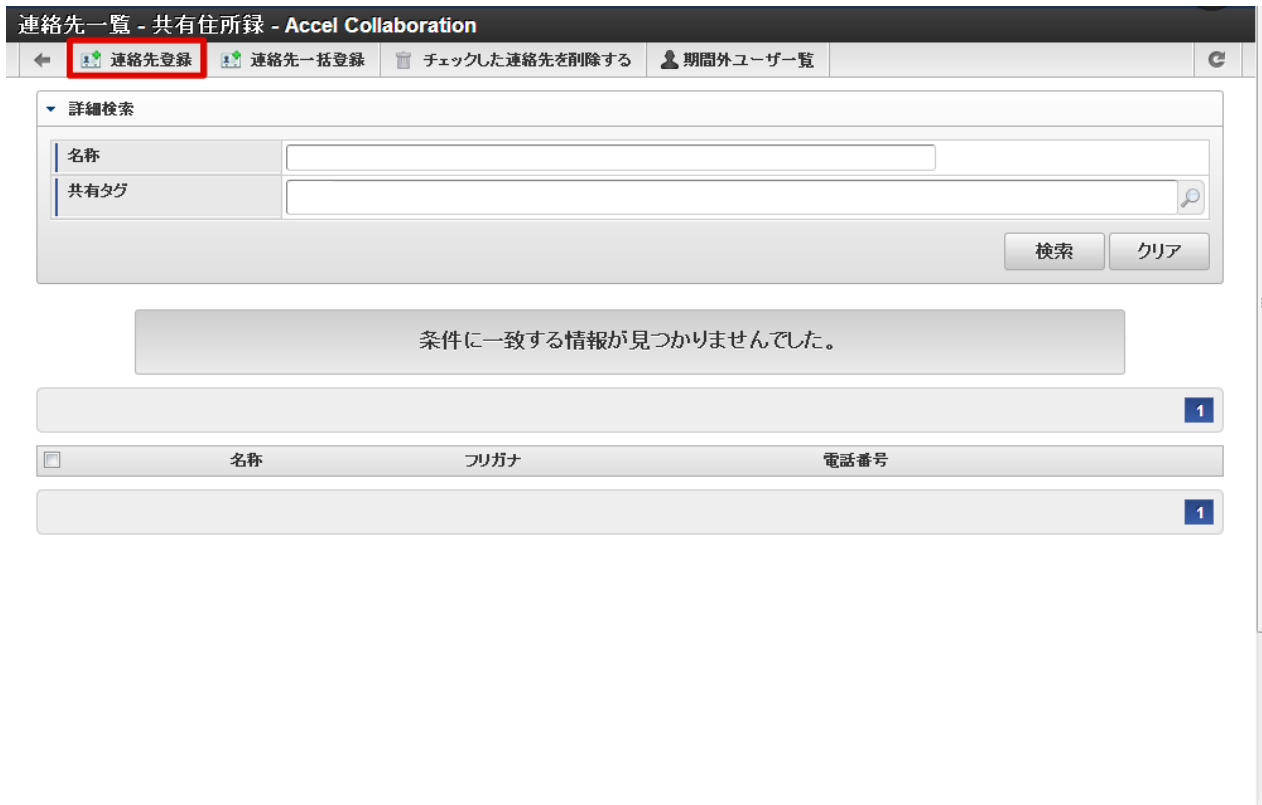 連絡先一覧 - 共有住所録 - Accel Collaboration
連絡先登録 連絡先一括登録 チェックした連絡先を削除する 期間外ユーザ一覧
詳細検索
名称
共有タグ
検索 クリア
条件に一致する情報が見つかりませんでした。
1
名称 フリガナ 電話番号
1